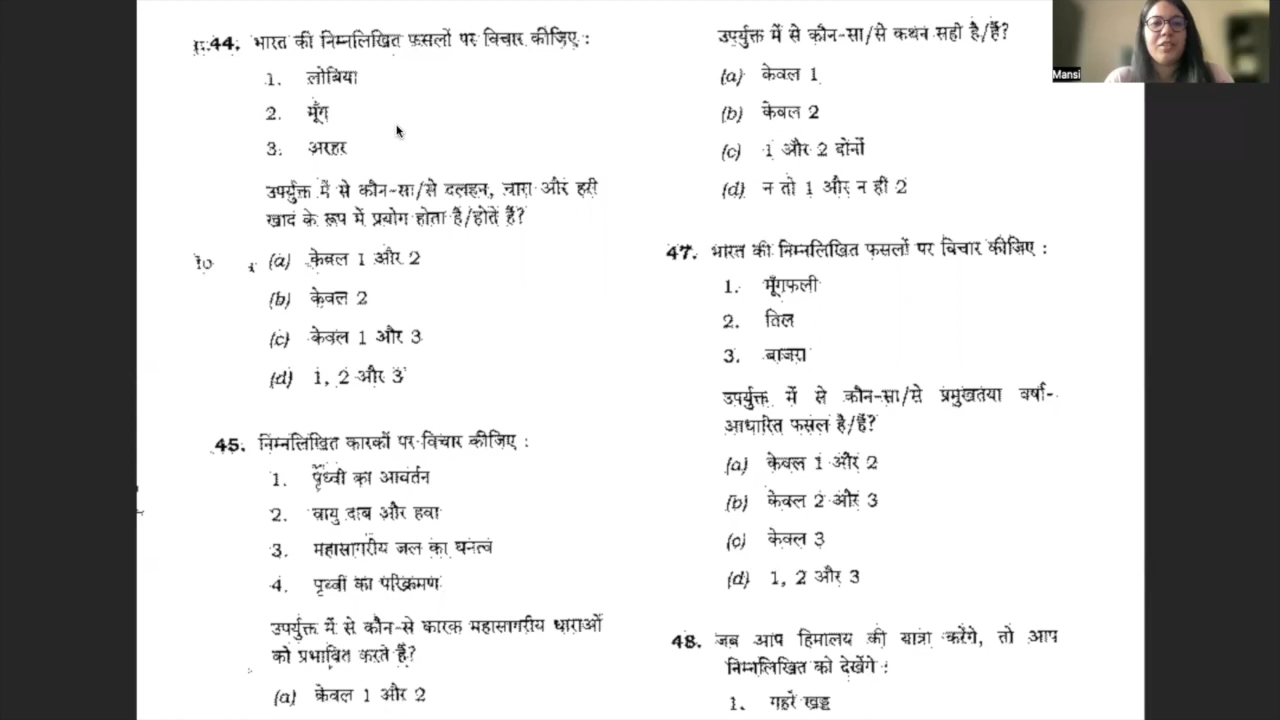 44. भारत की निम्नलिखित फसलों पर विचार कीजिए :
1. लोबिया
2. मूँग
3. अरहर
उपर्युक्त में से कौन-सा/से दलहन, चारा और हरी
खाद के रूप में प्रयोग होता है/होते हैं?
(a) केवल 1 और 2
(b) केवल 2
(c) केवल 1 और 3
(d) 1, 2 और 3
45. निम्नलिखित कारकों पर विचार कीजिए :
1. पृथ्वी का आवर्तन
2. वायु दाब और हवा
3. महासागरीय जल का घनत्व
4. पृथ्वी का परिक्रमण
उपर्युक्त में से कौन-से कारक महासागरीय धाराओं
को प्रभावित करते हैं?
(a) केवल 1 और 2
उपर्युक्त में से कौन-सा/से कथन सही है/हैं?
(a) केवल 1
(b) केवल 2
(c) 1 और 2 दोनों
(d) न तो 1 और न ही 2
47. भारत की निम्नलिखित फसलों पर विचार कीजिए :
1. मूँगफली
2. तिल
3. बाजरा
उपर्युक्त में से कौन-सा/से प्रमुखतया वर्षा-
आधारित फसल है/हैं?
(a) केवल 1 और 2
(b) केवल 2 और 3
(c) केवल 3
(d) 1, 2 और 3
48. जब आप हिमालय की यात्रा करेंगे, तो आप
निम्नलिखित को देखेंगे :
1. गहरे खड्ड
Mansi